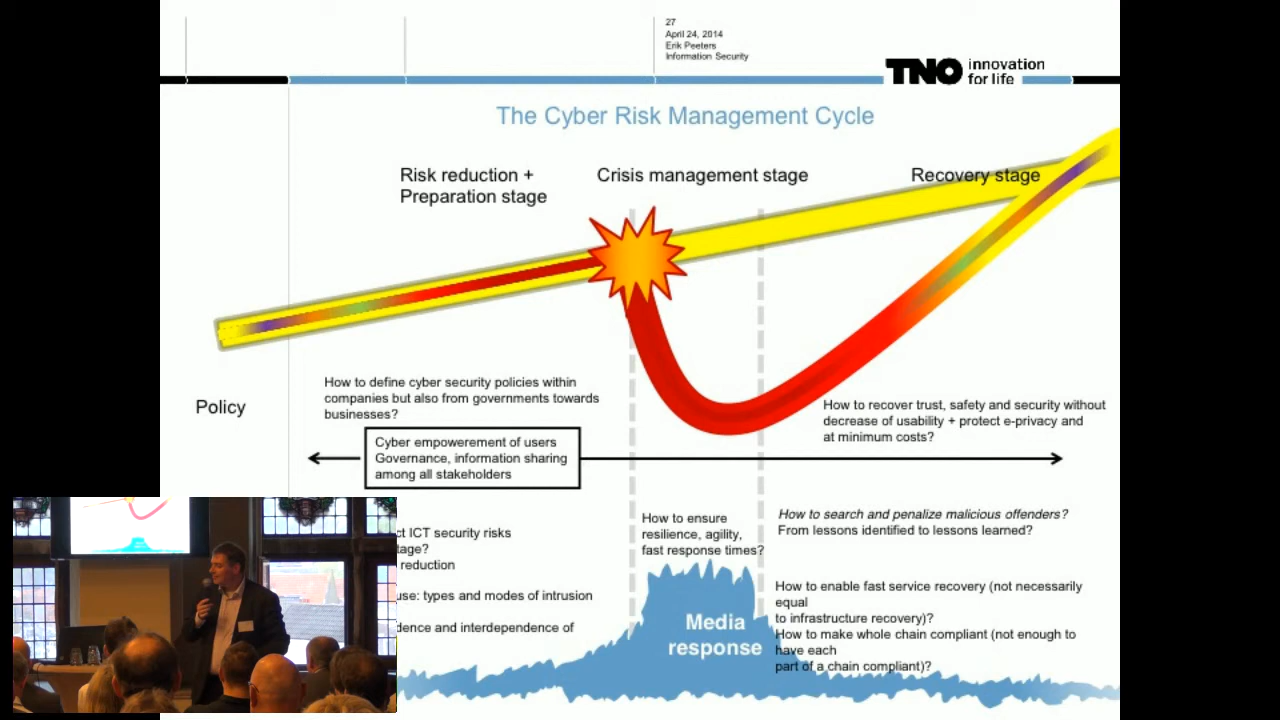 27
April 24, 2014
Erik Peeters
Information Security
TNO innovation
for life
The Cyber Risk Management Cycle
Risk reduction +
Preparation stage
Crisis management stage
Recovery stage
Policy
How to define cyber security policies within
companies but also from governments towards
businesses?
Cyber empowerement of users
Governance, information sharing
among all stakeholders
How to recover trust, safety and security without
decrease of usability + protect e-privacy and
at minimum costs?
ct ICT security risks
tage?
reduction
use: types and modes of intrusion
dence and interdependence of
How to ensure
resilience, agility,
fast response times?
Media
response
How to search and penalize malicious offenders?
From lessons identified to lessons learned?
How to enable fast service recovery (not necessarily
equal
to infrastructure recovery)?
How to make whole chain compliant (not enough to
have each
part of a chain compliant)?